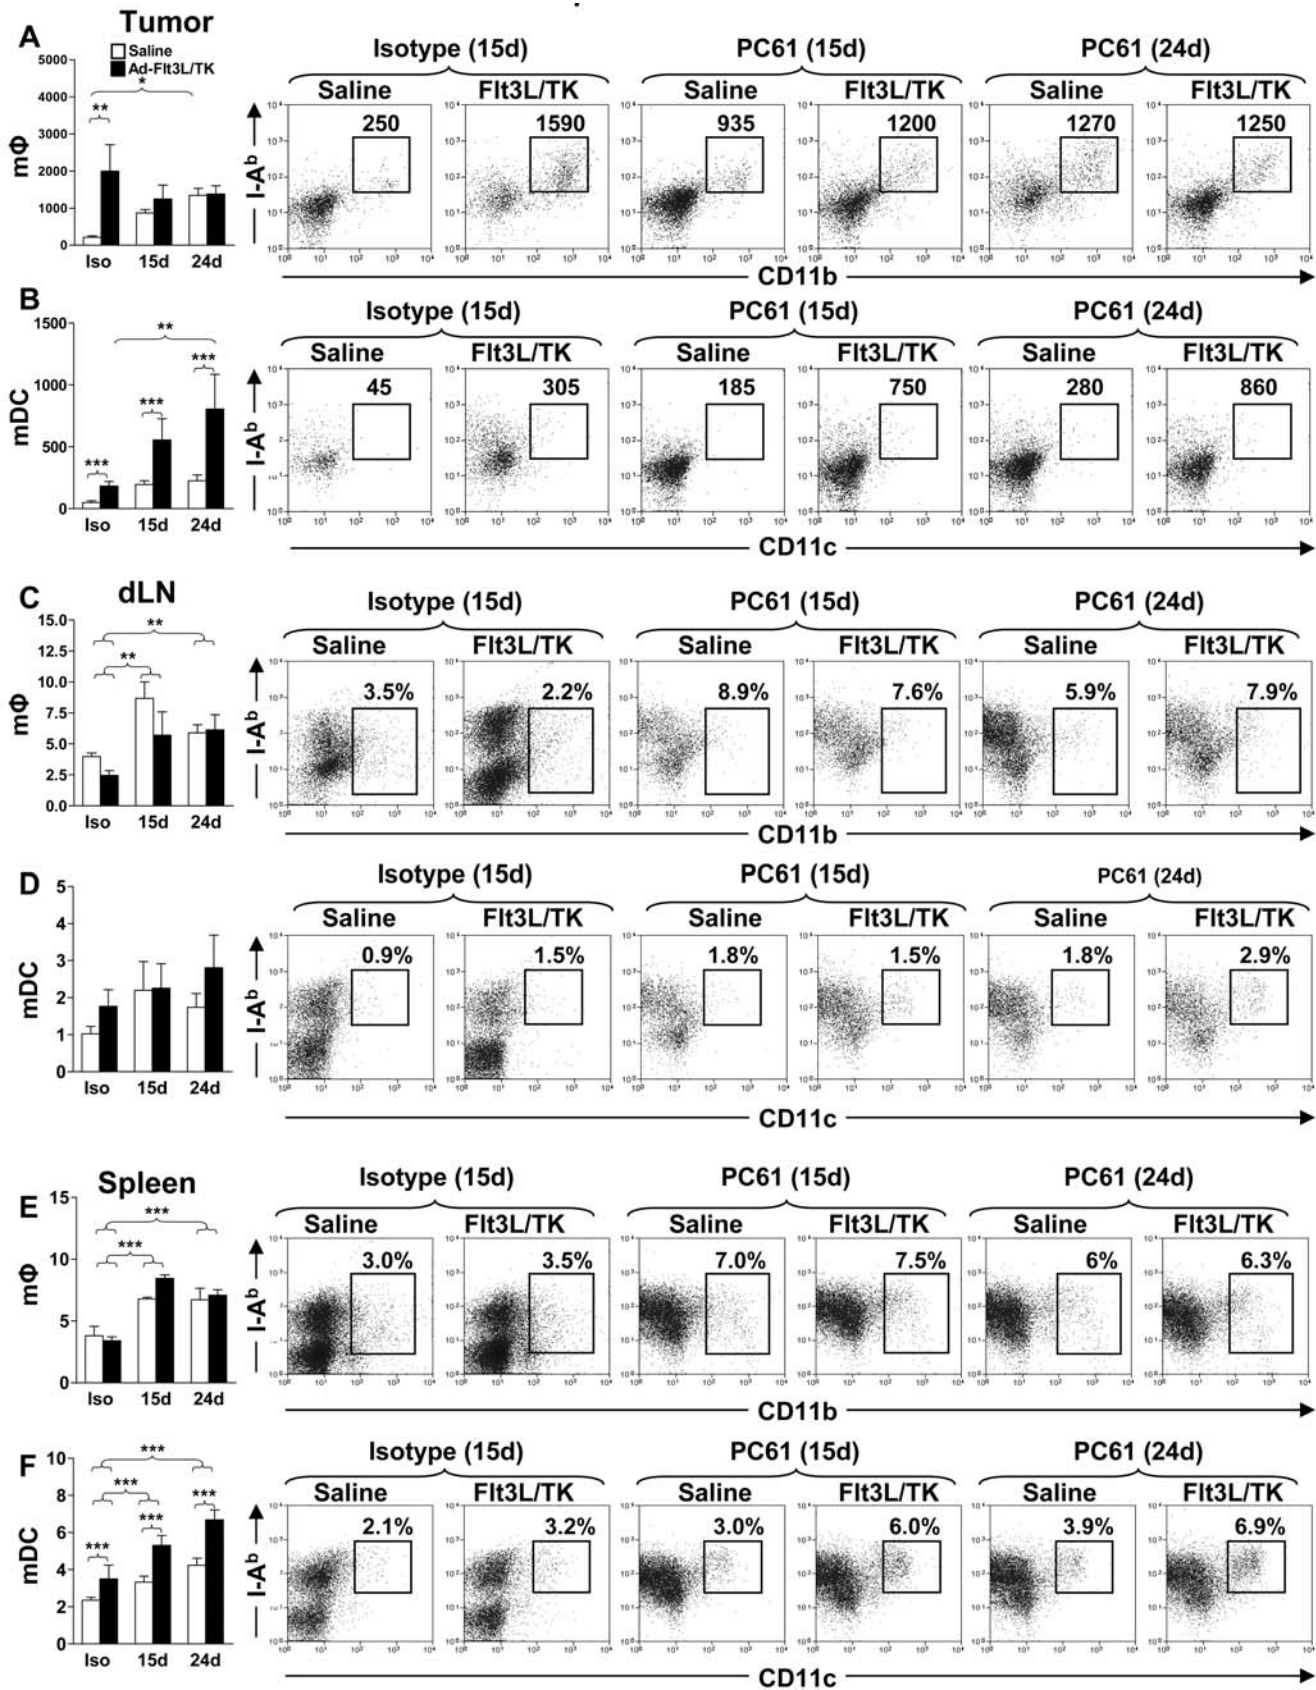 Tumor
A
Saline
Ad-Flt3L/TK
5000
4000
3000
2000
1000
0
mΦ
*
**
Iso 15d 24d
Isotype (15d) PC61 (15d) PC61 (24d)
Saline Flt3L/TK Saline Flt3L/TK Saline Flt3L/TK
250 1590 935 1200 1270 1250
I-Aᵇ
CD11b
B
1500
1000
500
0
mDC
**
*** *** ***
Iso 15d 24d
Isotype (15d) PC61 (15d) PC61 (24d)
Saline Flt3L/TK Saline Flt3L/TK Saline Flt3L/TK
45 305 185 750 280 860
I-Aᵇ
CD11c
C
dLN
15.0
12.5
10.0
7.5
5.0
2.5
0.0
mΦ
**
**
Iso 15d 24d
Isotype (15d) PC61 (15d) PC61 (24d)
Saline Flt3L/TK Saline Flt3L/TK Saline Flt3L/TK
3.5% 2.2% 8.9% 7.6% 5.9% 7.9%
I-Aᵇ
CD11b
D
5
4
3
2
1
0
mDC
Iso 15d 24d
Isotype (15d) PC61 (15d) PC61 (24d)
Saline Flt3L/TK Saline Flt3L/TK Saline Flt3L/TK
0.9% 1.5% 1.8% 1.5% 1.8% 2.9%
I-Aᵇ
CD11c
E
Spleen
15
10
5
0
mΦ
***
***
Iso 15d 24d
Isotype (15d) PC61 (15d) PC61 (24d)
Saline Flt3L/TK Saline Flt3L/TK Saline Flt3L/TK
3.0% 3.5% 7.0% 7.5% 6% 6.3%
I-Aᵇ
CD11b
F
10
8
6
4
2
0
mDC
***
***
*** *** ***
Iso 15d 24d
Isotype (15d) PC61 (15d) PC61 (24d)
Saline Flt3L/TK Saline Flt3L/TK Saline Flt3L/TK
2.1% 3.2% 3.0% 6.0% 3.9% 6.9%
I-Aᵇ
CD11c